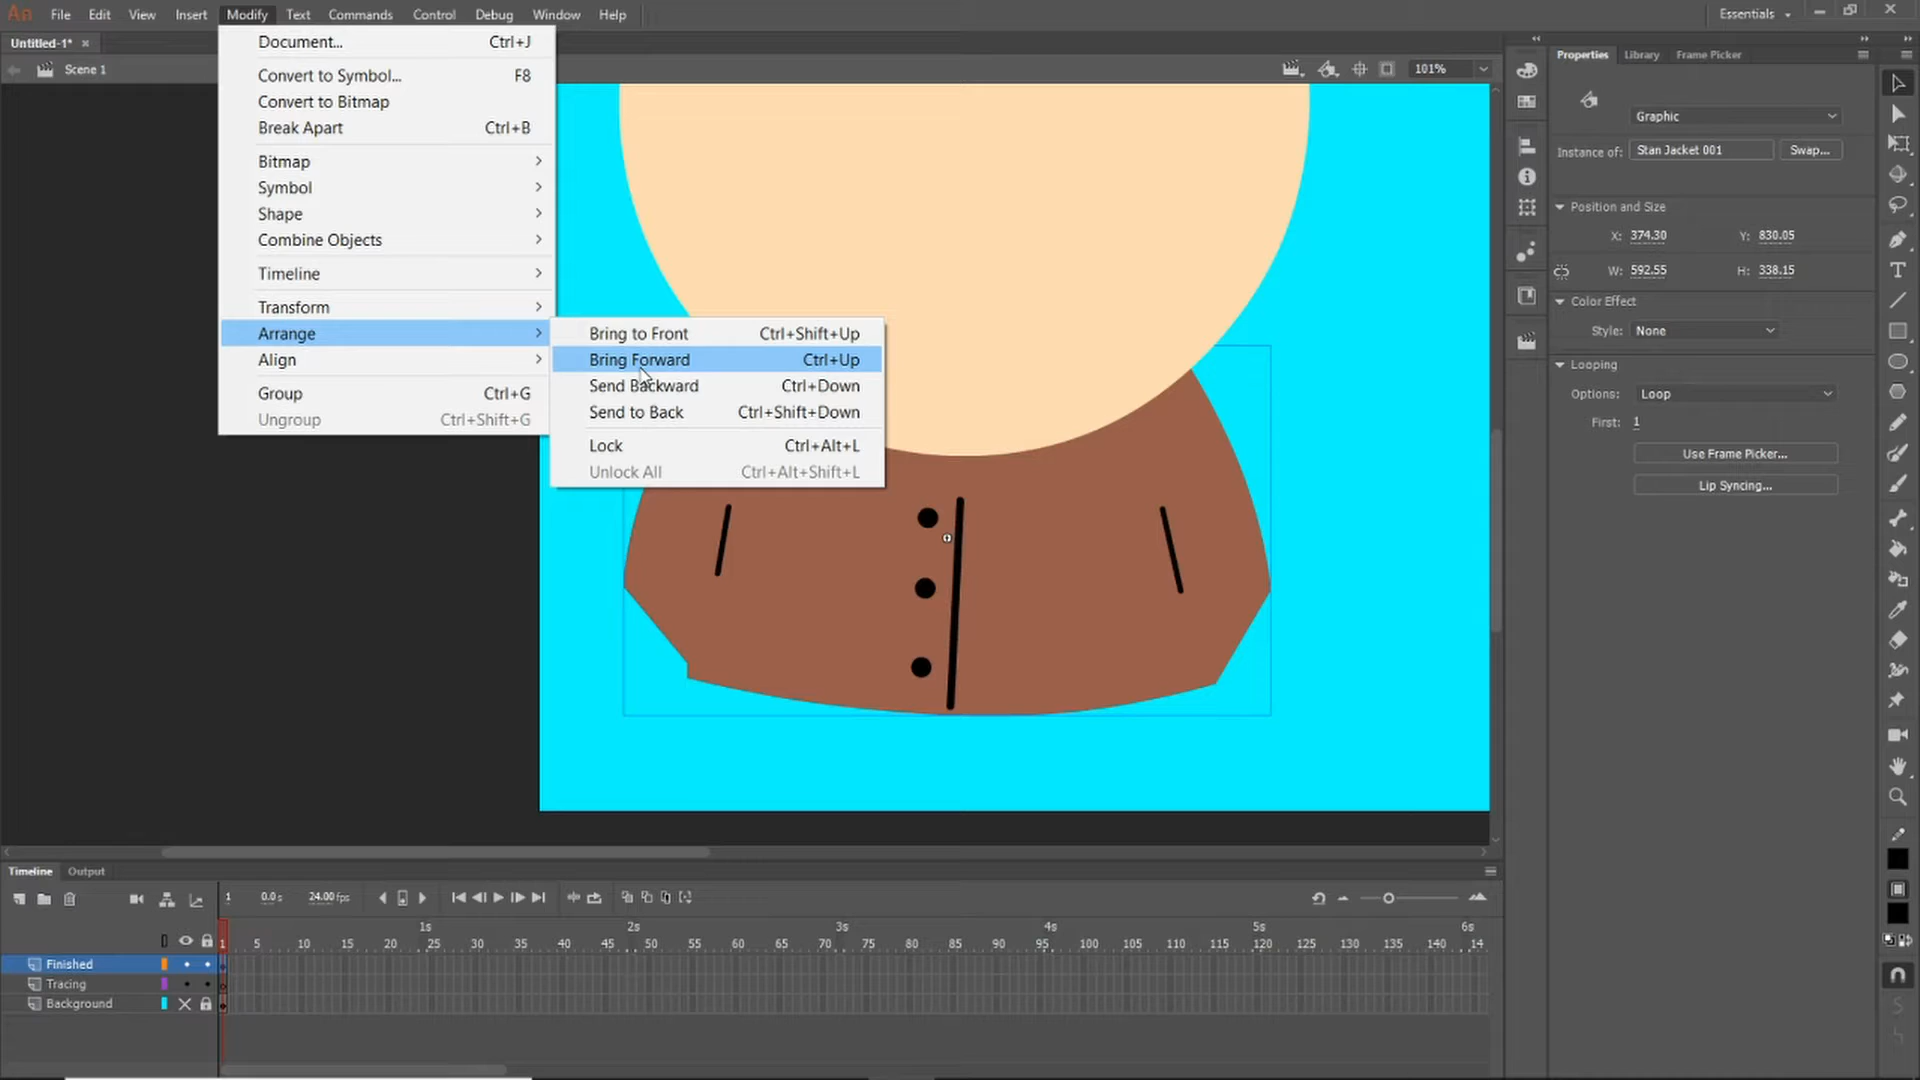 An File Edit View Insert Modify Text Commands Control Debug Window Help Essentials
Untitled-1*
Scene 1
101%
Document... Ctrl+J
Convert to Symbol... F8
Convert to Bitmap
Break Apart Ctrl+B
Bitmap
Symbol
Shape
Combine Objects
Timeline
Transform
Arrange
Align
Group Ctrl+G
Ungroup Ctrl+Shift+G
Bring to Front Ctrl+Shift+Up
Bring Forward Ctrl+Up
Send Backward Ctrl+Down
Send to Back Ctrl+Shift+Down
Lock Ctrl+Alt+L
Unlock All Ctrl+Alt+Shift+L
Properties Library Frame Picker
Graphic
Instance of: Stan Jacket 001 Swap...
Position and Size
X: 374.30 Y: 830.05
W: 592.55 H: 338.15
Color Effect
Style: None
Looping
Options: Loop
First: 1
Use Frame Picker...
Lip Syncing...
Timeline Output
1 0.0s 24.00 fps
1s 2s 3s 4s 5s 6s
1 5 10 15 20 25 30 35 40 45 50 55 60 65 70 75 80 85 90 95 100 105 110 115 120 125 130 135 140 14
Finished
Tracing
Background